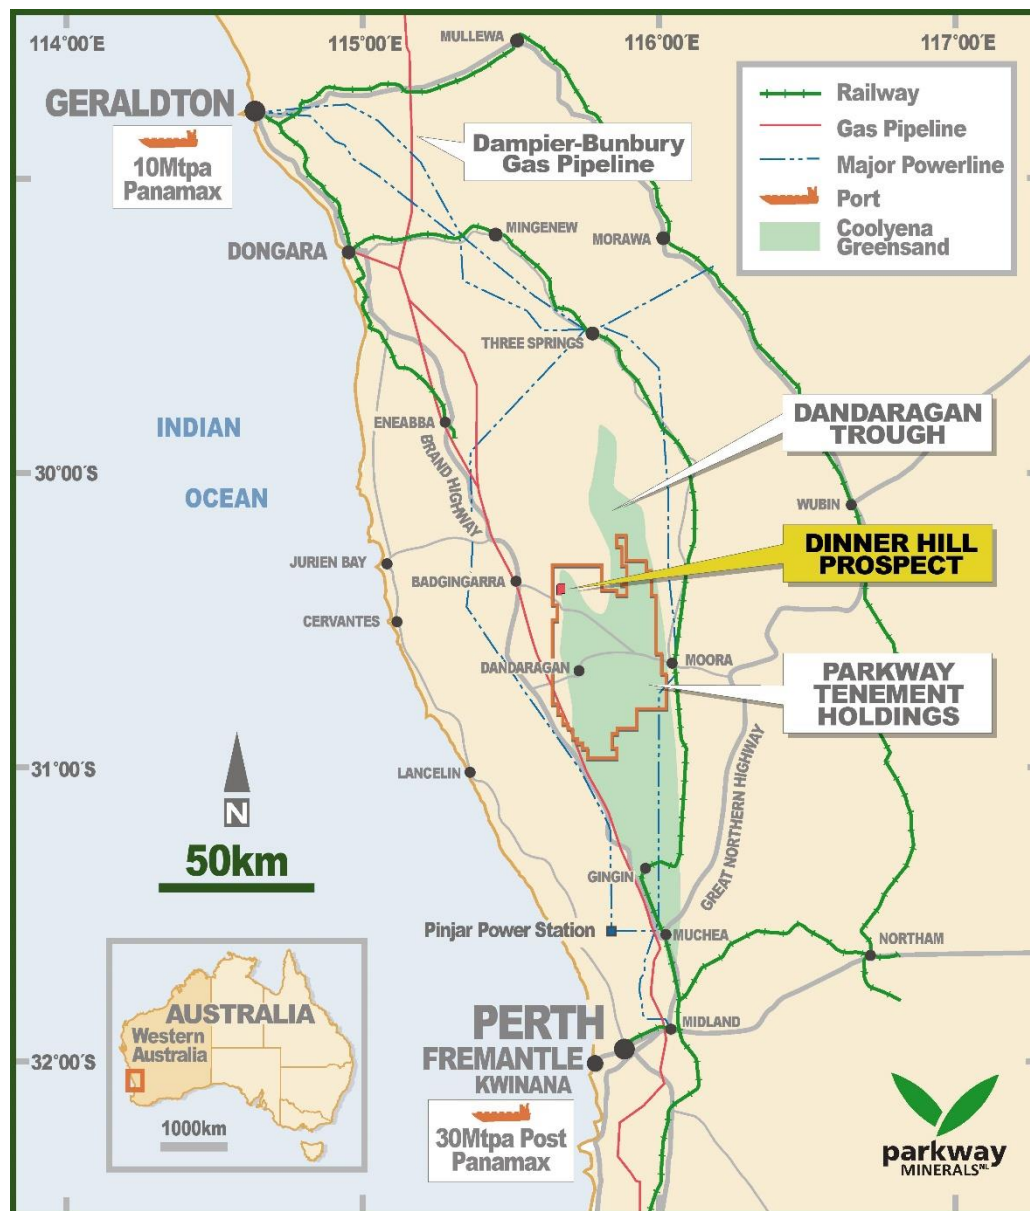 114°00´E
115°00´E
116°00´E
117°00´E
MULLEWA
GERALDTON
10Mtpa
Panamax
Dampier-Bunbury
Gas Pipeline
Railway
Gas Pipeline
Major Powerline
Port
Coolyena
Greensand
MINGENEW
MORAWA
DONGARA
THREE SPRINGS
DANDARAGAN
TROUGH
ENEABBA
BRAND HIGHWAY
INDIAN
OCEAN
30°00´S
WUBIN
DINNER HILL
PROSPECT
JURIEN BAY
BADGINGARRA
CERVANTES
DANDARAGAN
MOORA
PARKWAY
TENEMENT
HOLDINGS
31°00´S
LANCELIN
N
50km
GREAT NORTHERN HIGHWAY
GINGIN
Pinjar Power Station
MUCHEA
NORTHAM
AUSTRALIA
Western
Australia
1000km
PERTH
MIDLAND
FREMANTLE
KWINANA
32°00´S
30Mtpa Post
Panamax
parkway
MINERALS NL